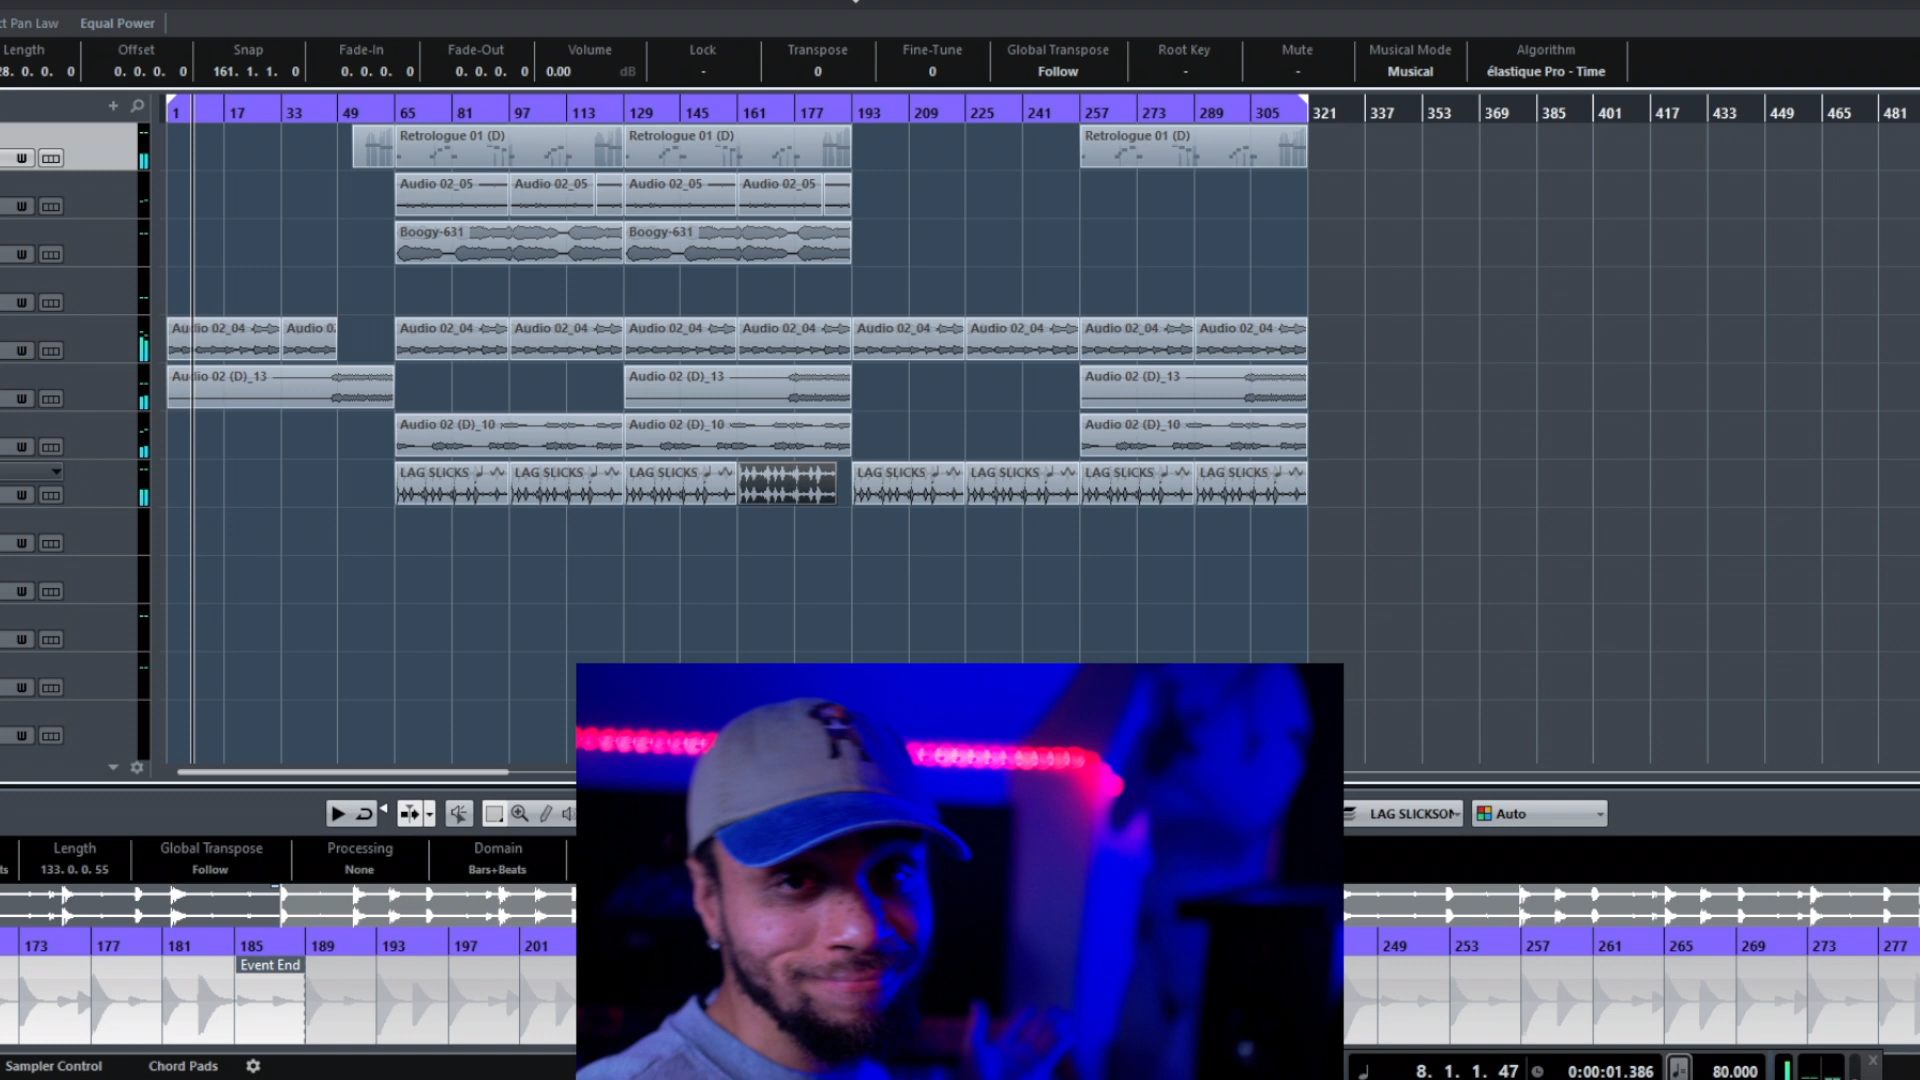 ct Pan Law Equal Power
Length Offset Snap Fade-In Fade-Out Volume Lock Transpose Fine-Tune Global Transpose Root Key Mute Musical Mode Algorithm
28. 0. 0. 0 0. 0. 0. 0 161. 1. 1. 0 0. 0. 0. 0 0. 0. 0. 0 0.00 dB - 0 0 Follow - - Musical élastique Pro - Time
1 17 33 49 65 81 97 113 129 145 161 177 193 209 225 241 257 273 289 305 321 337 353 369 385 401 417 433 449 465 481
Retrologue 01 (D) Retrologue 01 (D) Retrologue 01 (D)
Audio 02_05 Audio 02_05 Audio 02_05 Audio 02_05
Boogy-631 Boogy-631
Audio 02_04 Audio 02 Audio 02_04 Audio 02_04 Audio 02_04 Audio 02_04 Audio 02_04 Audio 02_04 Audio 02_04 Audio 02_04
Audio 02 (D)_13 Audio 02 (D)_13 Audio 02 (D)_13
Audio 02 (D)_10 Audio 02 (D)_10 Audio 02 (D)_10
LAG SLICKS LAG SLICKS LAG SLICKS LAG SLICKS LAG SLICKS LAG SLICKS LAG SLICKS
LAG SLICKSON Auto
Length Global Transpose Processing Domain
ts 133. 0. 0. 55 Follow None Bars+Beats
173 177 181 185 189 193 197 201 249 253 257 261 265 269 273 277
Event End
Sampler Control Chord Pads
8. 1. 1. 47 0:00:01.386 80.000